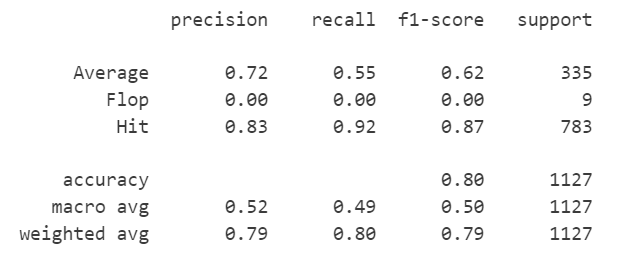 precision recall f1-score support
Average 0.72 0.55 0.62 335
Flop 0.00 0.00 0.00 9
Hit 0.83 0.92 0.87 783
accuracy 0.80 1127
macro avg 0.52 0.49 0.50 1127
weighted avg 0.79 0.80 0.79 1127